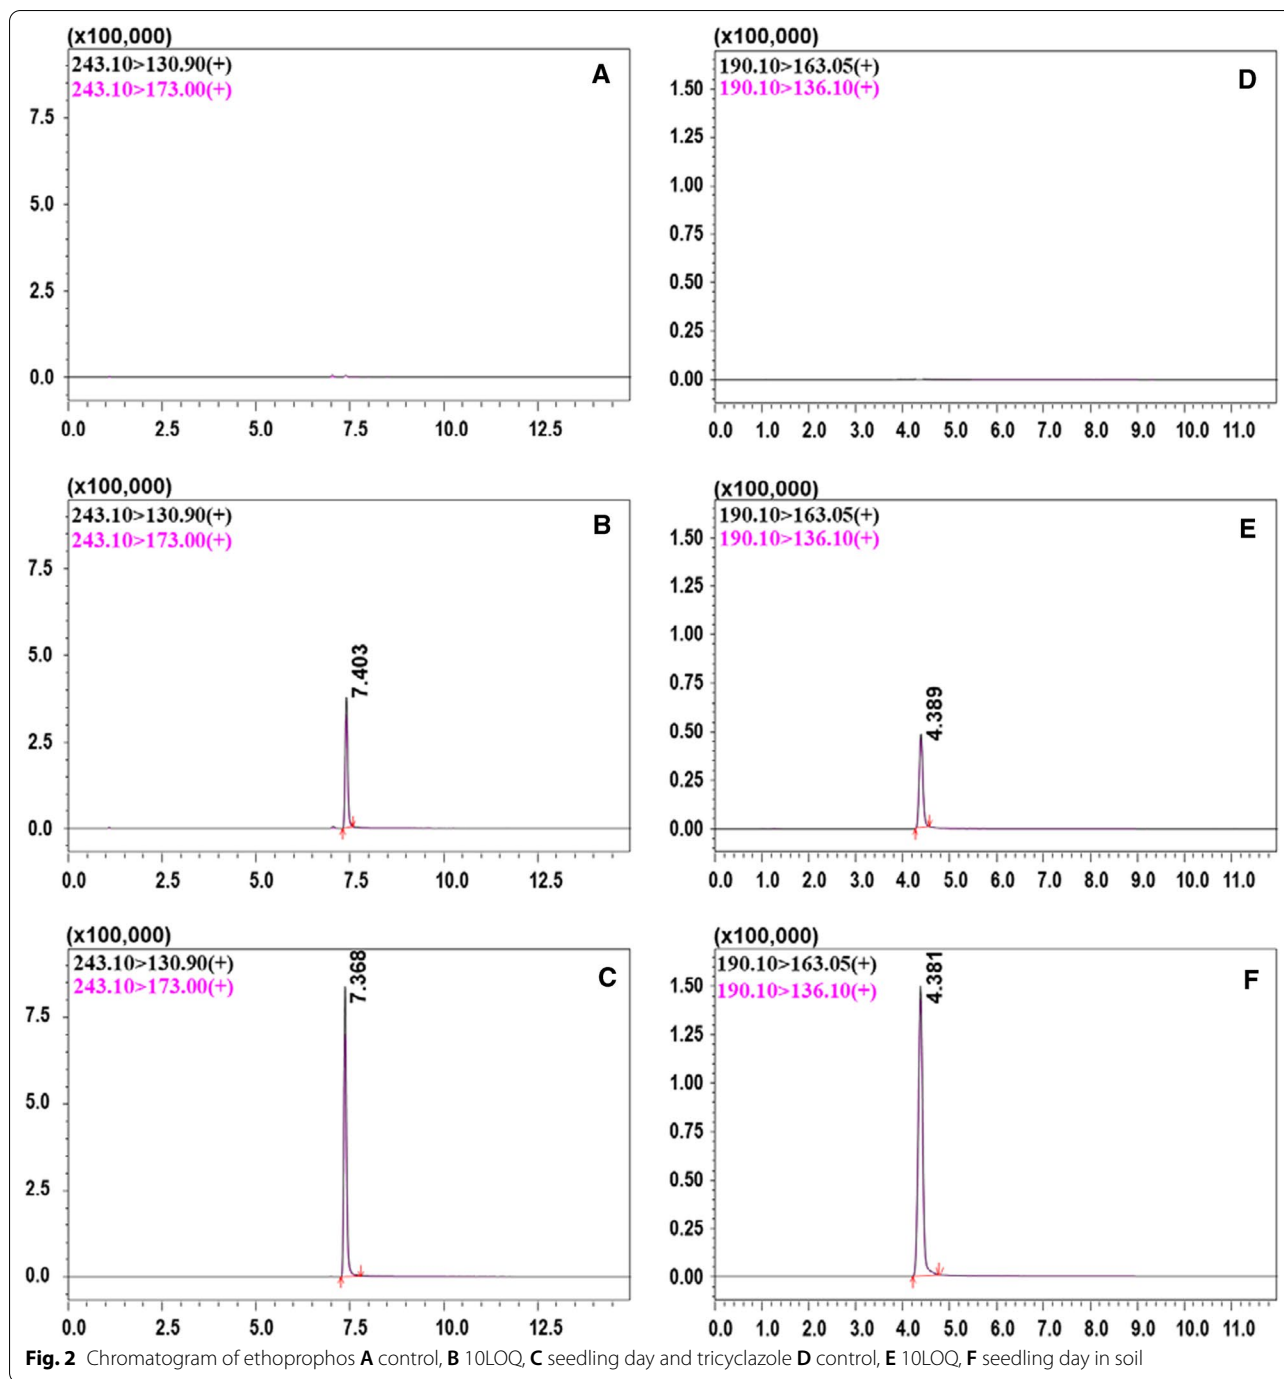 (x100,000)
243.10>130.90(+)
243.10>173.00(+)
A
7.5
5.0
2.5
0.0
0.0 2.5 5.0 7.5 10.0 12.5
(x100,000)
190.10>163.05(+)
190.10>136.10(+)
D
1.50
1.25
1.00
0.75
0.50
0.25
0.00
0.0 1.0 2.0 3.0 4.0 5.0 6.0 7.0 8.0 9.0 10.0 11.0
(x100,000)
243.10>130.90(+)
243.10>173.00(+)
B
7.5
5.0
2.5
0.0
7.403
0.0 2.5 5.0 7.5 10.0 12.5
(x100,000)
190.10>163.05(+)
190.10>136.10(+)
E
1.50
1.25
1.00
0.75
0.50
0.25
0.00
4.389
0.0 1.0 2.0 3.0 4.0 5.0 6.0 7.0 8.0 9.0 10.0 11.0
(x100,000)
243.10>130.90(+)
243.10>173.00(+)
C
7.5
5.0
2.5
0.0
7.368
0.0 2.5 5.0 7.5 10.0 12.5
(x100,000)
190.10>163.05(+)
190.10>136.10(+)
F
1.50
1.25
1.00
0.75
0.50
0.25
0.00
4.381
0.0 1.0 2.0 3.0 4.0 5.0 6.0 7.0 8.0 9.0 10.0 11.0
Fig. 2 Chromatogram of ethoprophos A control, B 10LOQ, C seedling day and tricyclazole D control, E 10LOQ, F seedling day in soil